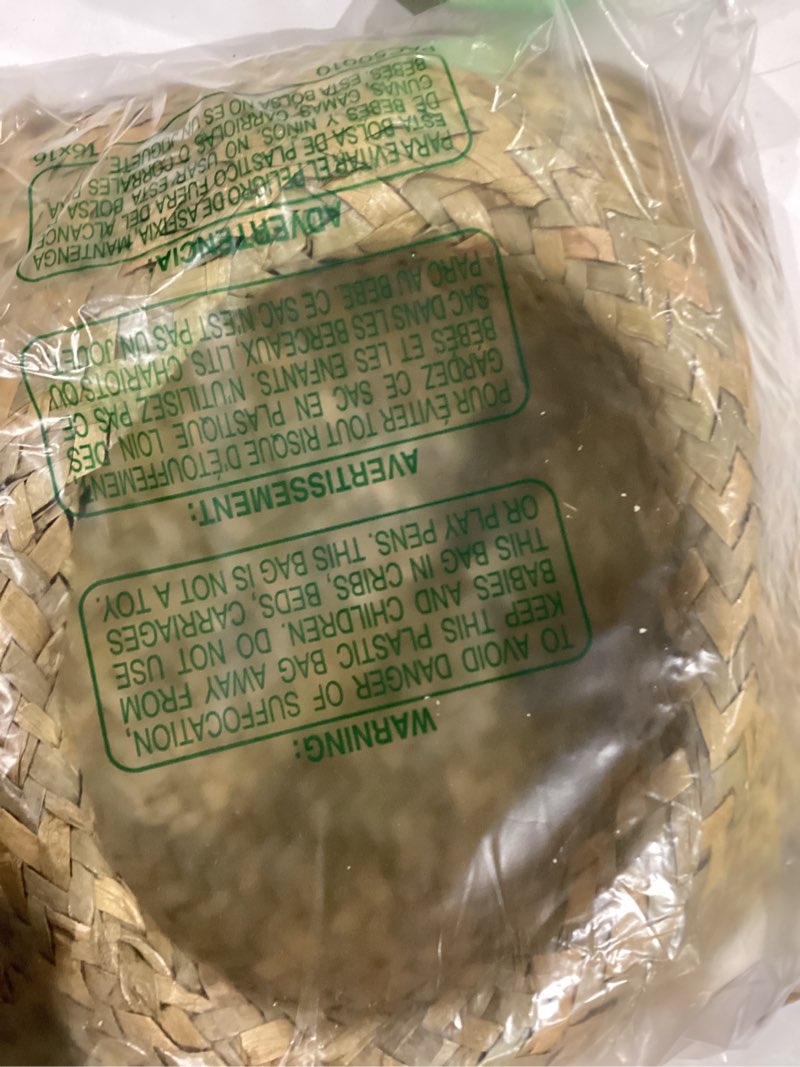 WARNING:
TO AVOID DANGER OF SUFFOCATION,
KEEP THIS PLASTIC BAG AWAY FROM
BABIES AND CHILDREN. DO NOT USE
THIS BAG IN CRIBS, BEDS, CARRIAGES
OR PLAY PENS. THIS BAG IS NOT A TOY.
AVERTISSEMENT:
POUR ÉVITER TOUT RISQUE D'ÉTOUFFEMENT
GARDEZ CE SAC EN PLASTIQUE LOIN DES
BÉBÉS ET LES ENFANTS. N'UTILISEZ PAS CE
SAC DANS LES BERCEAUX, LITS, CHARIOTS OU
PARC AU BEBE. CE SAC N'EST PAS UN JOUET
ADVERTENCIA:
PARA EVITAR EL PELIGRO DE ASFIXIA, MANTENGA
ESTA BOLSA DE PLASTICO FUERA DEL ALCANCE
DE BEBES Y NIÑOS. NO USAR ESTA BOLSA
CUNAS, CAMAS, CARRIOLAS O CORRALES
BEBES. ESTA BOLSA NO ES UN JOGUETE.
16x16